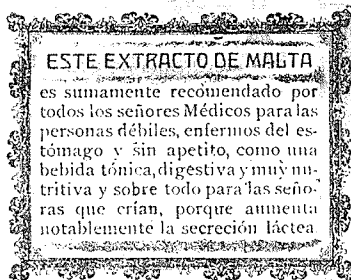 ESTE EXTRACTO DE MALTA
es sumamente recomendado por
todos los señores Médicos para las
personas débiles, enfermos del es-
tómago y sin apetito, como una
bebida tónica, digestiva y muy nu-
tritiva y sobre todo para las seño-
ras que crían, porque aumenta
notablemente la secreción láctea